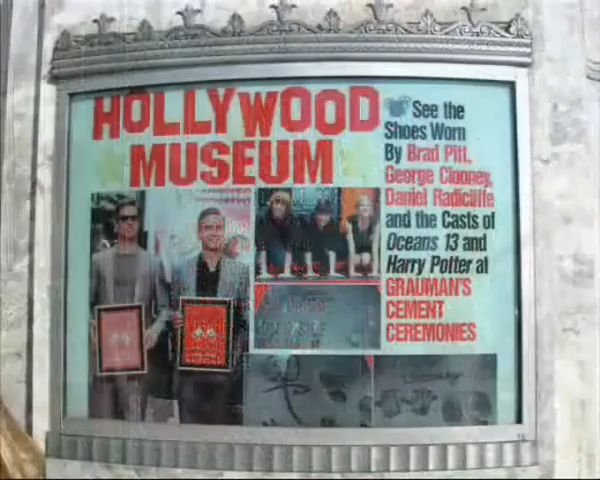 HOLLYWOOD
MUSEUM
See the
Shoes Worn
By Brad Pitt,
George Clooney,
Daniel Radcliffe
and the Casts of
Oceans 13 and
Harry Potter at
GRAUMAN'S
CEMENT
CEREMONIES